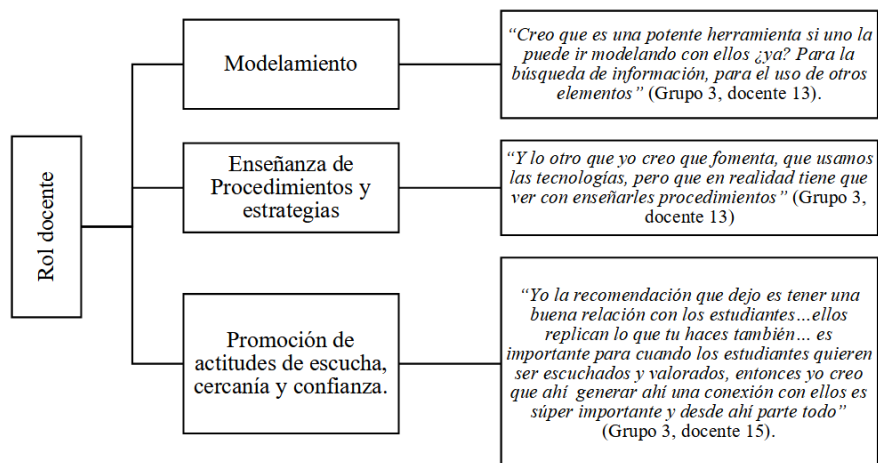 Rol docente
Modelamiento
“Creo que es una potente herramienta si uno la
puede ir modelando con ellos ¿ya? Para la
búsqueda de información, para el uso de otros
elementos” (Grupo 3, docente 13).
Enseñanza de
Procedimientos y
estrategias
“Y lo otro que yo creo que fomenta, que usamos
las tecnologías, pero que en realidad tiene que
ver con enseñarles procedimientos” (Grupo 3,
docente 13)
Promoción de
actitudes de escucha,
cercanía y confianza.
“Yo la recomendación que dejo es tener una
buena relación con los estudiantes…ellos
replican lo que tu haces también… es
importante para cuando los estudiantes quieren
ser escuchados y valorados, entonces yo creo
que ahí generar ahí una conexión con ellos es
súper importante y desde ahí parte todo”
(Grupo 3, docente 15).